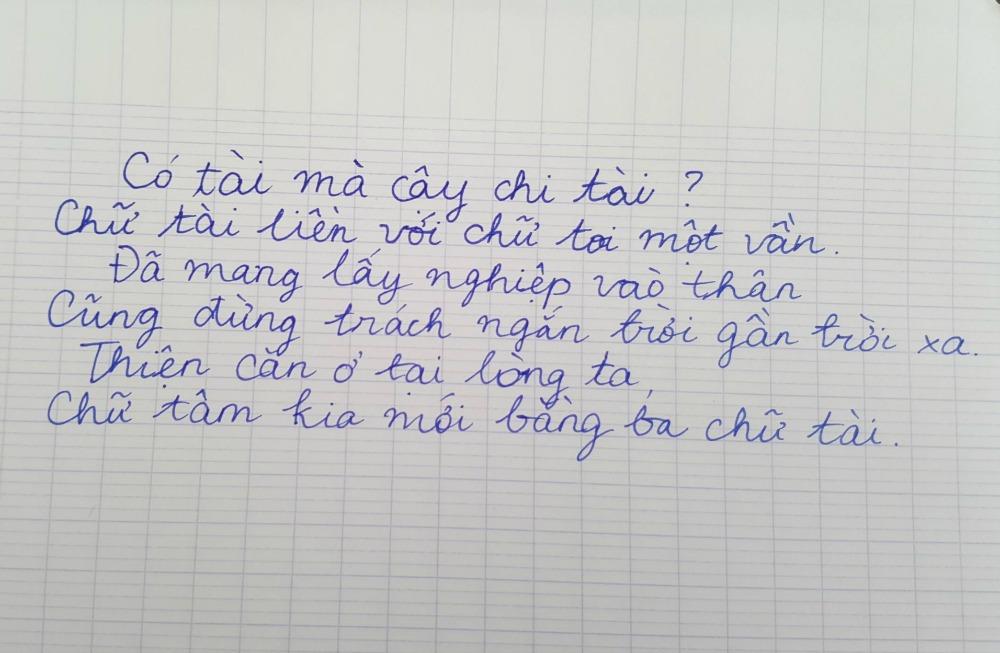 Có tài mà cây chi tài ?
Chữ tài liền với chữ tai một vần.
Đã mang lấy nghiệp vào thân
Cũng đừng trách ngắn trời gần trời xa.
Thiện căn ở tại lòng ta,
Chữ tâm kia mới bằng ba chữ tài.